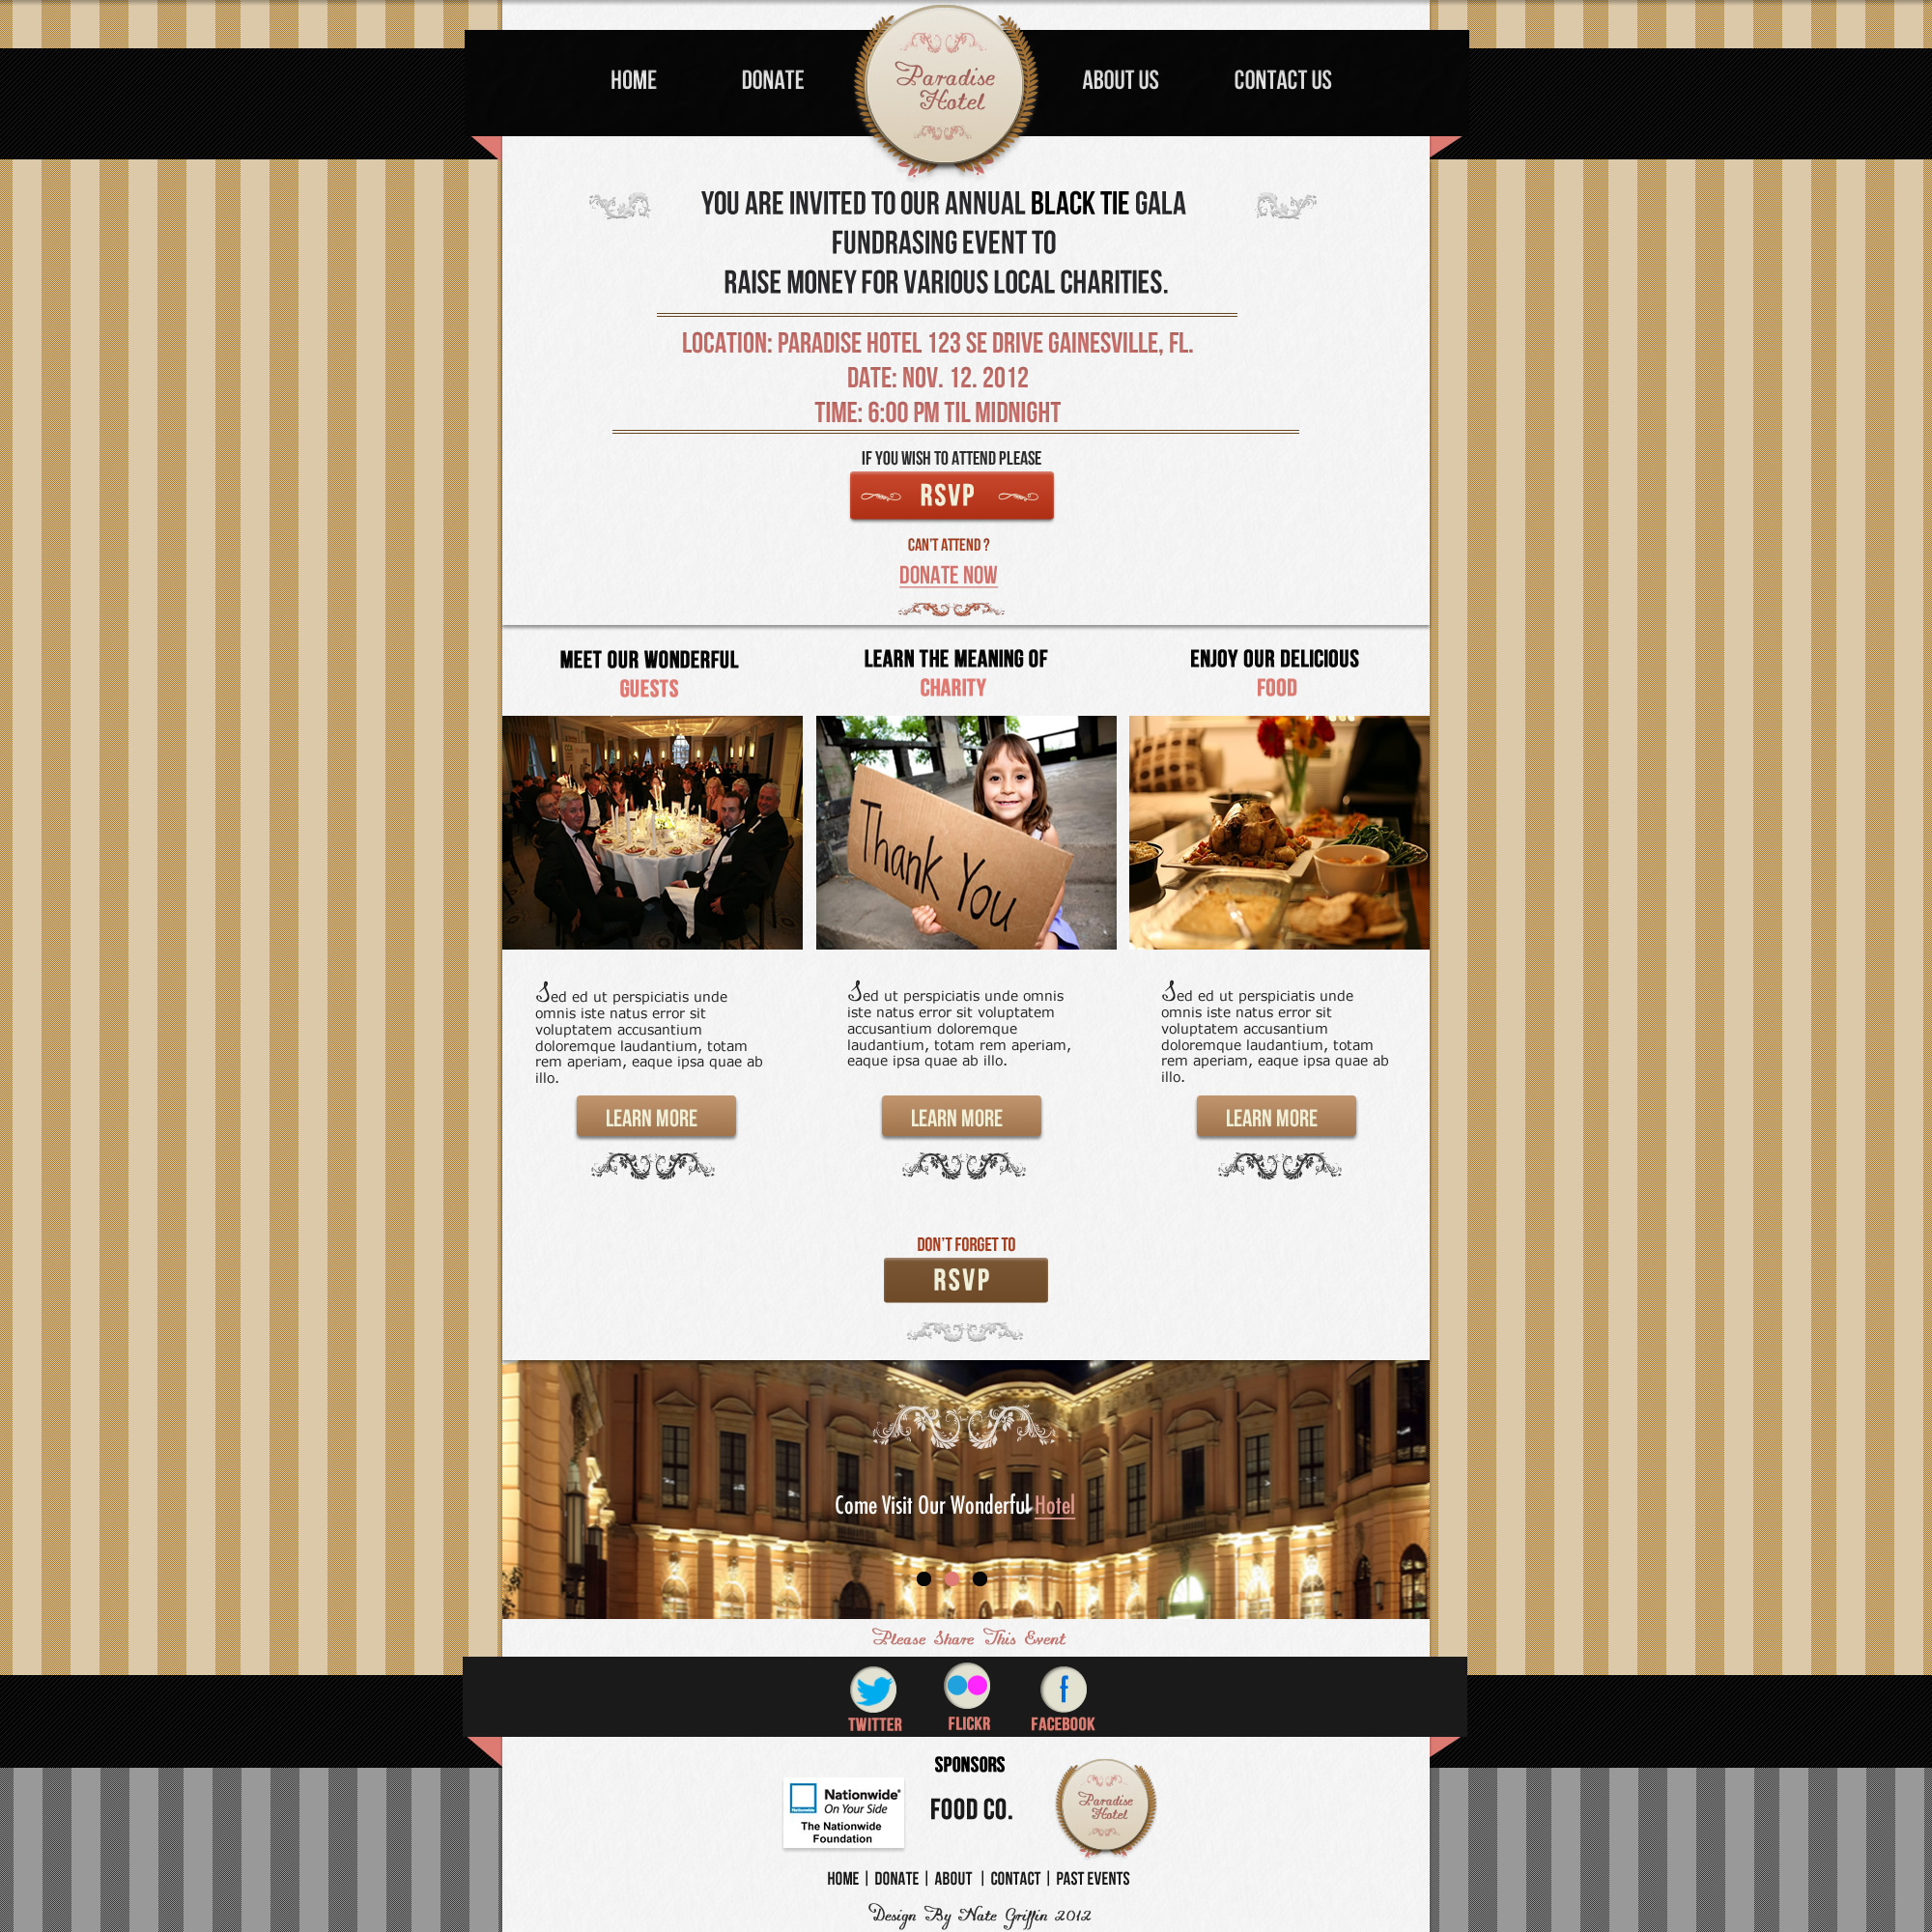 HOME
DONATE
Paradise
Hotel
ABOUT US
CONTACT US
YOU ARE INVITED TO OUR ANNUAL BLACK TIE GALA
FUNDRASING EVENT TO
RAISE MONEY FOR VARIOUS LOCAL CHARITIES.
LOCATION: PARADISE HOTEL 123 SE DRIVE GAINESVILLE, FL.
DATE: NOV. 12. 2012
TIME: 6:00 PM TIL MIDNIGHT
IF YOU WISH TO ATTEND PLEASE
RSVP
CAN'T ATTEND ?
DONATE NOW
MEET OUR WONDERFUL
GUESTS
LEARN THE MEANING OF
CHARITY
ENJOY OUR DELICIOUS
FOOD
Thank You
Sed ed ut perspiciatis unde
omnis iste natus error sit
voluptatem accusantium
doloremque laudantium, totam
rem aperiam, eaque ipsa quae ab
illo.
LEARN MORE
Sed ut perspiciatis unde omnis
iste natus error sit voluptatem
accusantium doloremque
laudantium, totam rem aperiam,
eaque ipsa quae ab illo.
LEARN MORE
Sed ed ut perspiciatis unde
omnis iste natus error sit
voluptatem accusantium
doloremque laudantium, totam
rem aperiam, eaque ipsa quae ab
illo.
LEARN MORE
DON'T FORGET TO
RSVP
Come Visit Our Wonderful Hotel
Please Share This Event
TWITTER
FLICKR
FACEBOOK
SPONSORS
Nationwide®
On Your Side
The Nationwide
Foundation
FOOD CO.
Paradise
Hotel
HOME | DONATE | ABOUT | CONTACT | PAST EVENTS
Design By Nate Griffin 2012